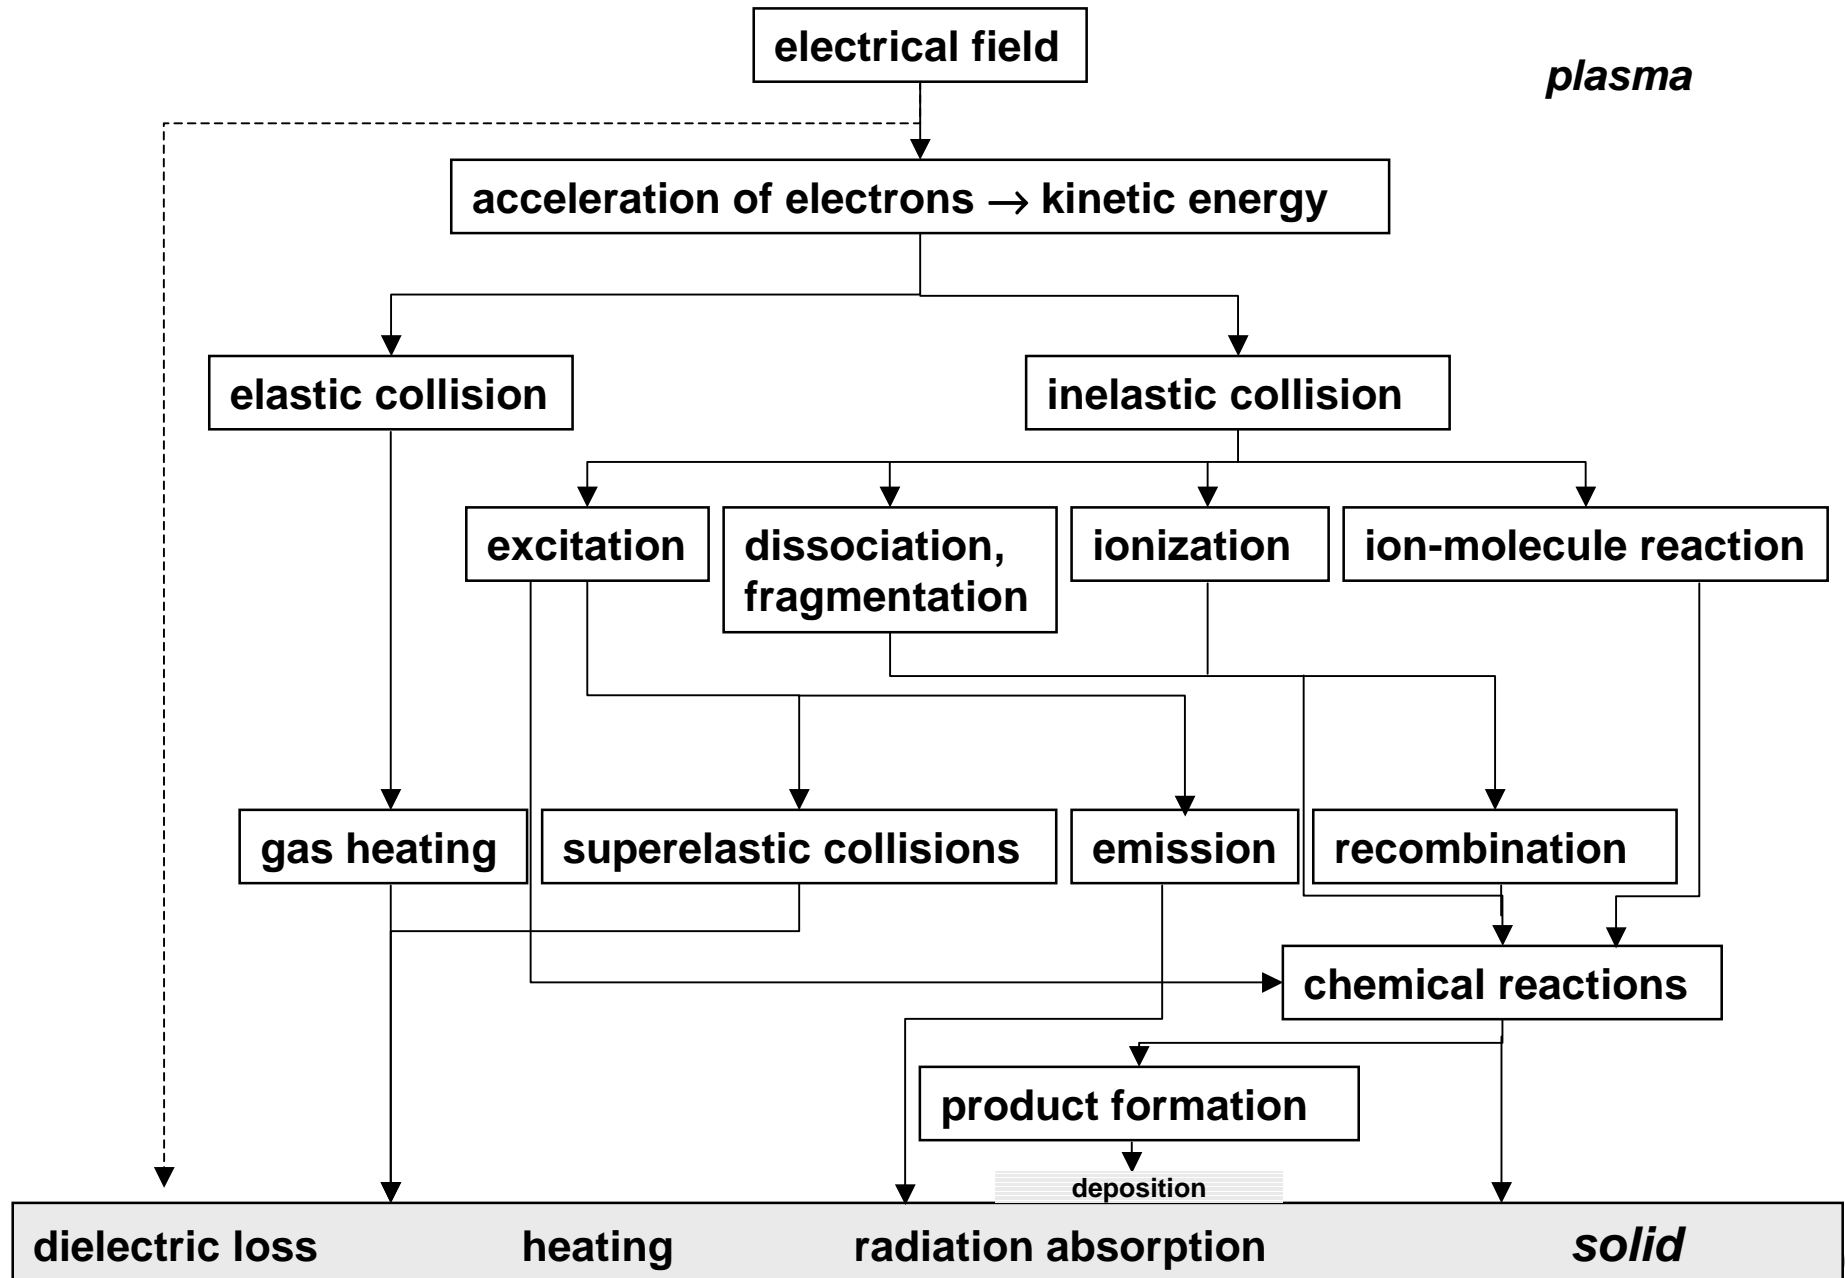 electrical field
plasma
acceleration of electrons → kinetic energy
elastic collision
inelastic collision
excitation
dissociation,
fragmentation
ionization
ion-molecule reaction
gas heating
superelastic collisions
emission
recombination
chemical reactions
product formation
deposition
dielectric loss
heating
radiation absorption
solid